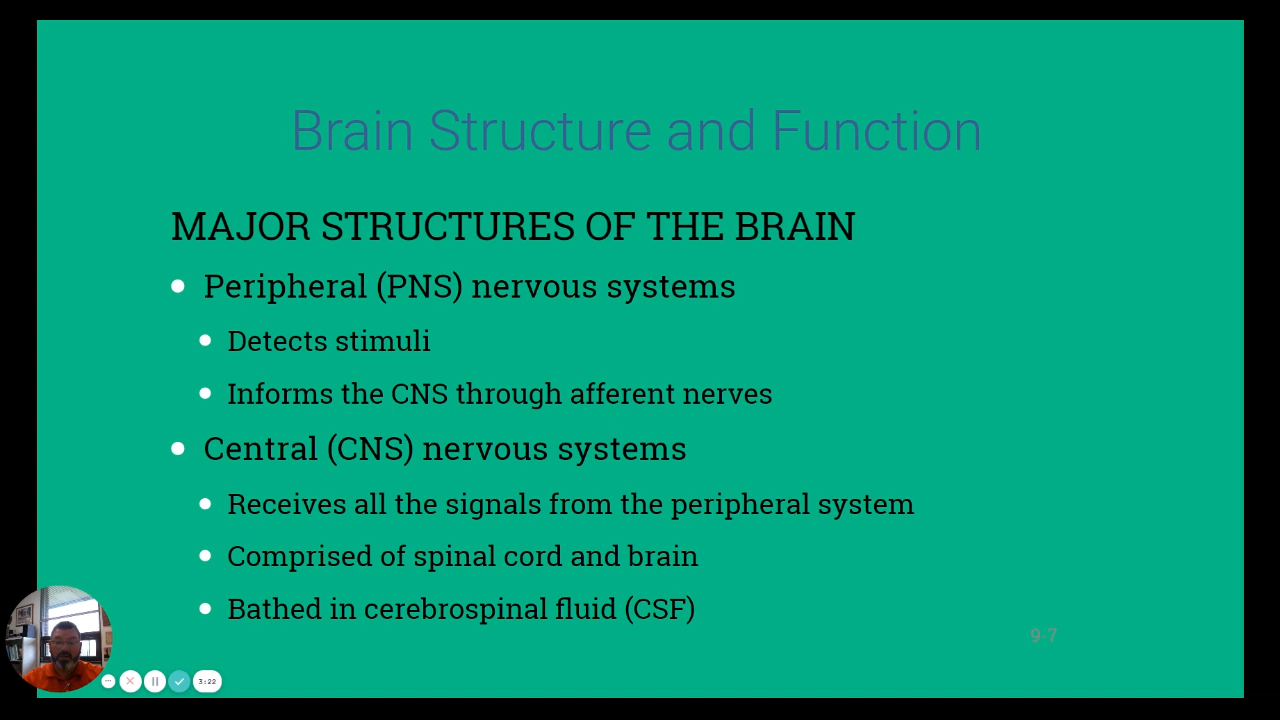 Brain Structure and Function
MAJOR STRUCTURES OF THE BRAIN
Peripheral (PNS) nervous systems
Detects stimuli
Informs the CNS through afferent nerves
Central (CNS) nervous systems
Receives all the signals from the peripheral system
Comprised of spinal cord and brain
Bathed in cerebrospinal fluid (CSF)
9-7
3:22